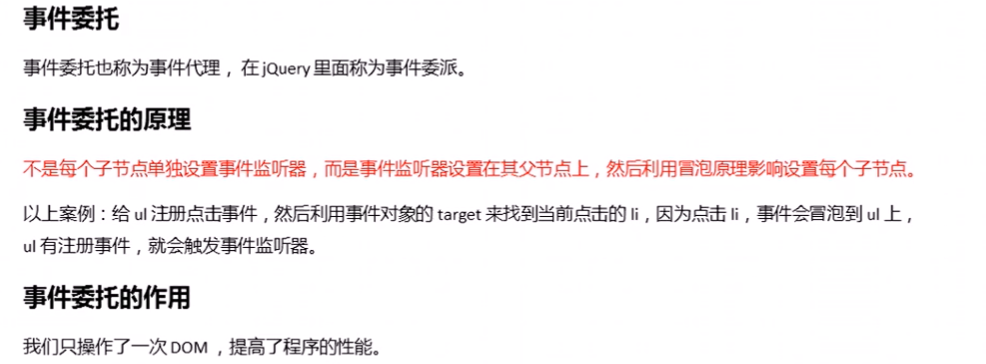 事件委托
事件委托也称为事件代理，在 jQuery 里面称为事件委派。
事件委托的原理
不是每个子节点单独设置事件监听器，而是事件监听器设置在其父节点上，然后利用冒泡原理影响设置每个子节点。
以上案例：给 ul 注册点击事件，然后利用事件对象的 target 来找到当前点击的 li，因为点击 li，事件会冒泡到 ul 上，
ul 有注册事件，就会触发事件监听器。
事件委托的作用
我们只操作了一次 DOM ，提高了程序的性能。